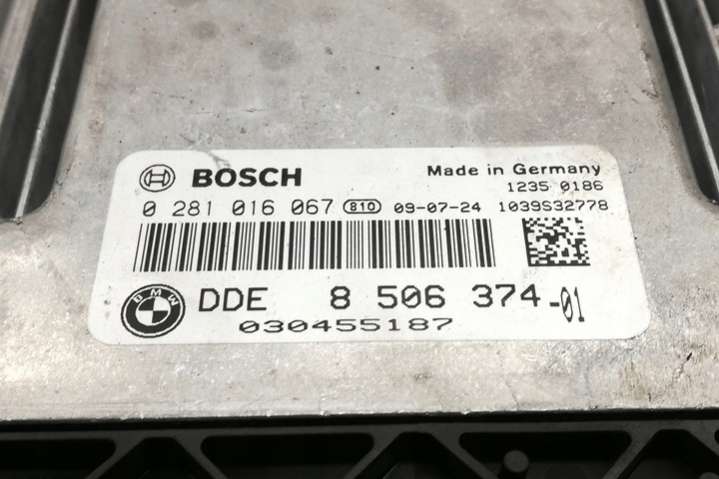 BOSCH Made in Germany
1235 0186
0 281 016 067 810 09-07-24 1039S32778
BMW DDE 8 506 374-01
030455187